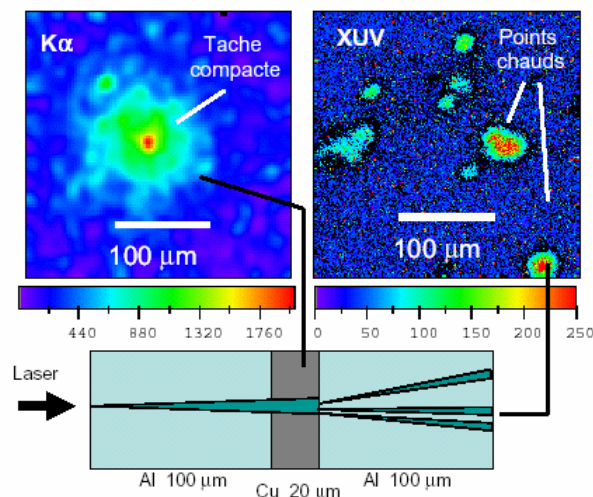 Kα
Tache
compacte
100 μm
XUV
Points
chauds
100 μm
440 880 1320 1760
0 50 100 150 200 250
Laser
Al 100 μm
Cu 20 μm
Al 100 μm